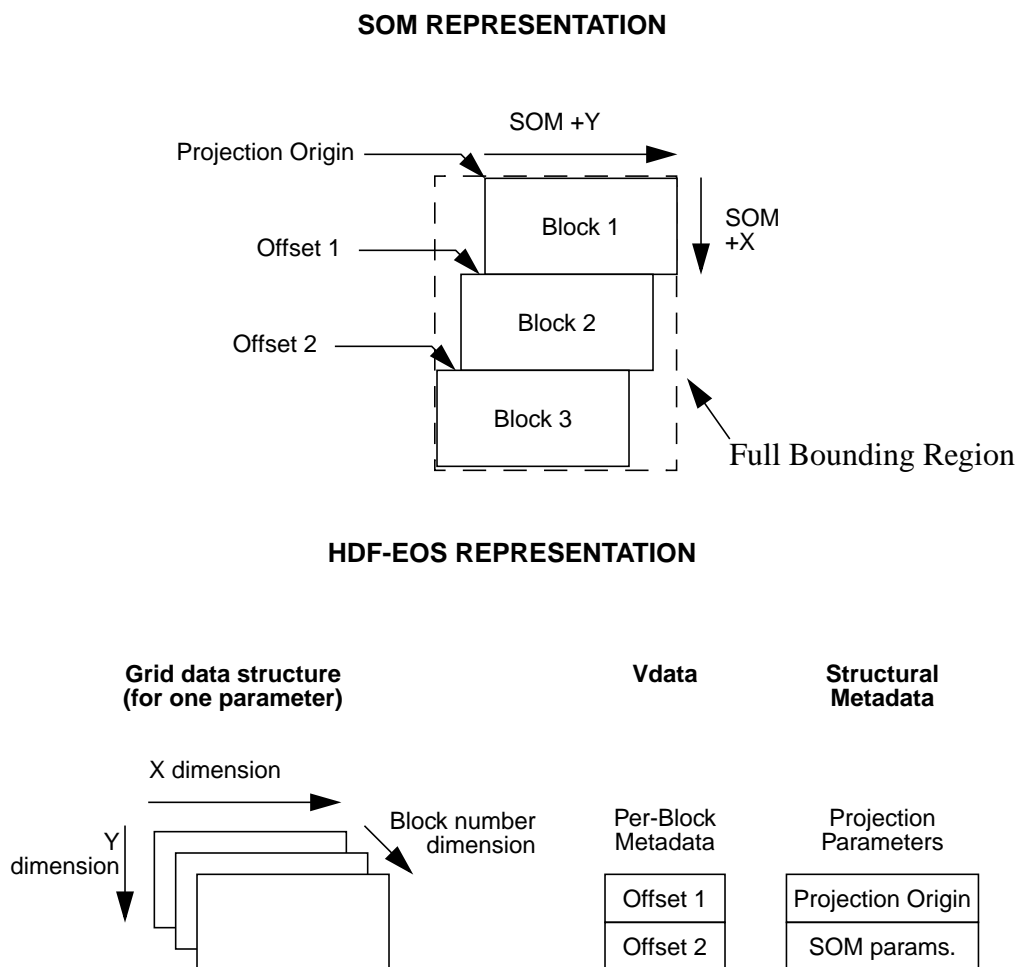 SOM REPRESENTATION
SOM +Y
Projection Origin
SOM
+X
Block 1
Offset 1
Block 2
Offset 2
Block 3
Full Bounding Region
HDF-EOS REPRESENTATION
Grid data structure
(for one parameter)
Vdata
Structural
Metadata
X dimension
Y
dimension
Block number
dimension
Per-Block
Metadata
Projection
Parameters
Offset 1
Projection Origin
Offset 2
SOM params.